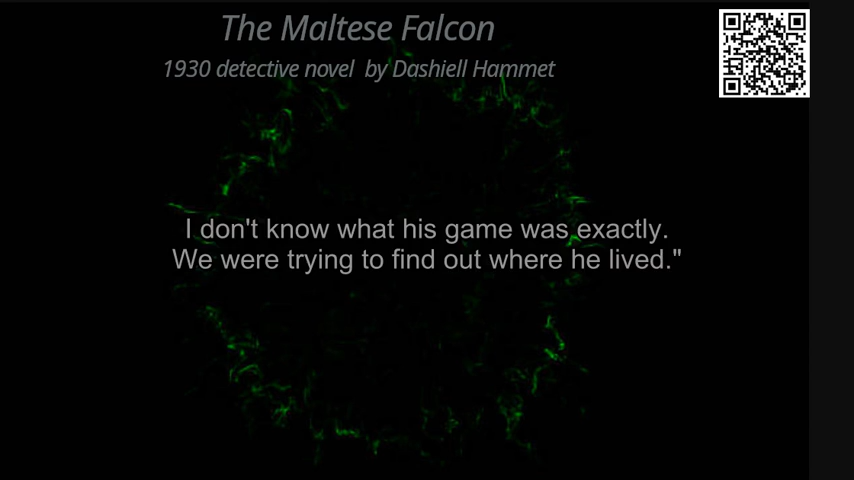 The Maltese Falcon
1930 detective novel by Dashiell Hammet
I don't know what his game was exactly.
We were trying to find out where he lived."